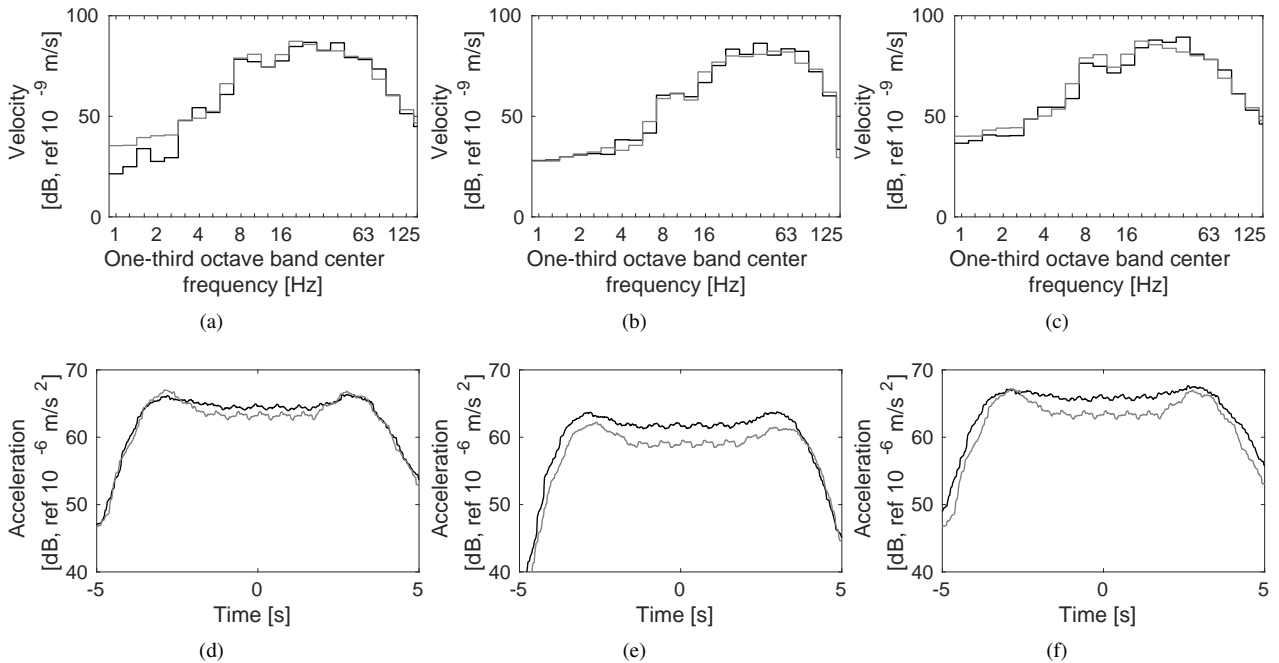 100
50
0
Velocity
[dB, ref 10 -9 m/s]
1 2 4 8 16 63 125
One-third octave band center
frequency [Hz]
(a)
100
50
0
Velocity
[dB, ref 10 -9 m/s]
1 2 4 8 16 63 125
One-third octave band center
frequency [Hz]
(b)
100
50
0
Velocity
[dB, ref 10 -9 m/s]
1 2 4 8 16 63 125
One-third octave band center
frequency [Hz]
(c)
70
60
50
40
Acceleration
[dB, ref 10 -6 m/s 2]
-5 0 5
Time [s]
(d)
70
60
50
40
Acceleration
[dB, ref 10 -6 m/s 2]
-5 0 5
Time [s]
(e)
70
60
50
40
Acceleration
[dB, ref 10 -6 m/s 2]
-5 0 5
Time [s]
(f)